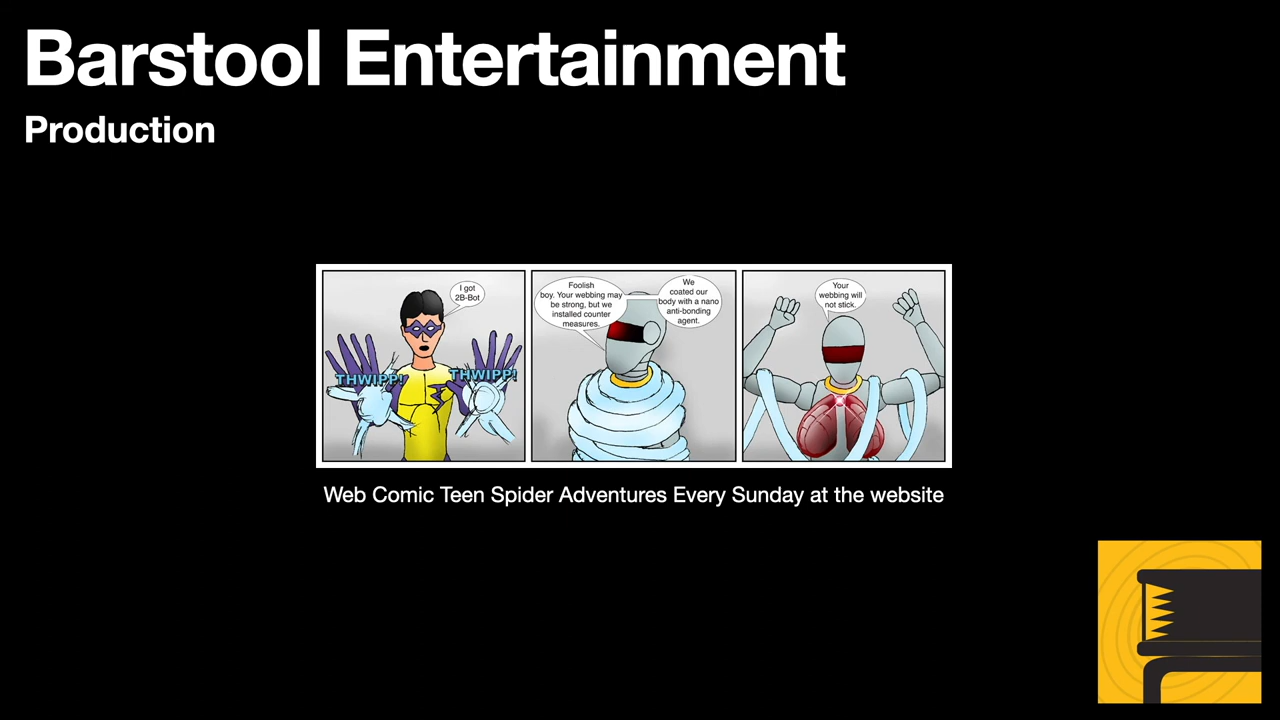 Barstool Entertainment
Production
I got
2B-Bot
THWIPP!
THWIPP!
Foolish
boy. Your webbing may
be strong, but we
installed counter
measures.
We
coated our
body with a nano
anti-bonding
agent.
Your
webbing will
not stick.
Web Comic Teen Spider Adventures Every Sunday at the website